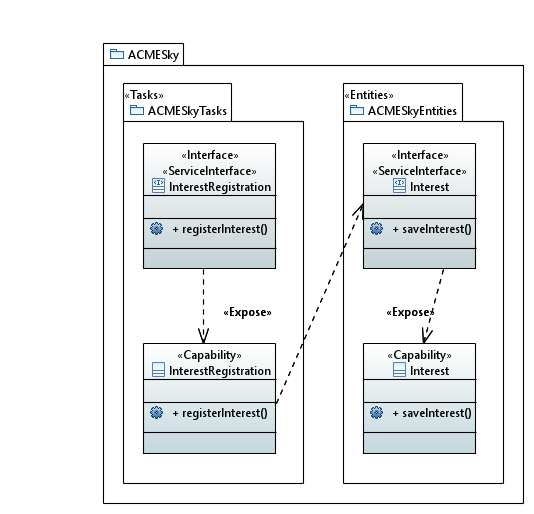 ACMESky
«Tasks»
ACMESkyTasks
«Interface»
«ServiceInterface»
InterestRegistration
+ registerInterest()
«Expose»
«Capability»
InterestRegistration
+ registerInterest()
«Entities»
ACMESkyEntities
«Interface»
«ServiceInterface»
Interest
+ saveInterest()
«Expose»
«Capability»
Interest
+ saveInterest()